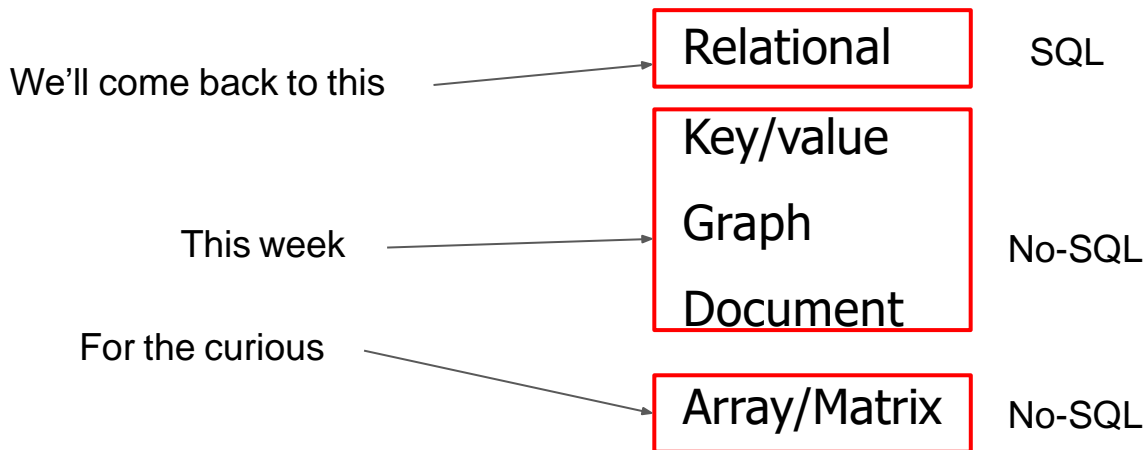 Relational
SQL
We'll come back to this
Key/value
Graph
This week
No-SQL
Document
For the curious
Array/Matrix
No-SQL